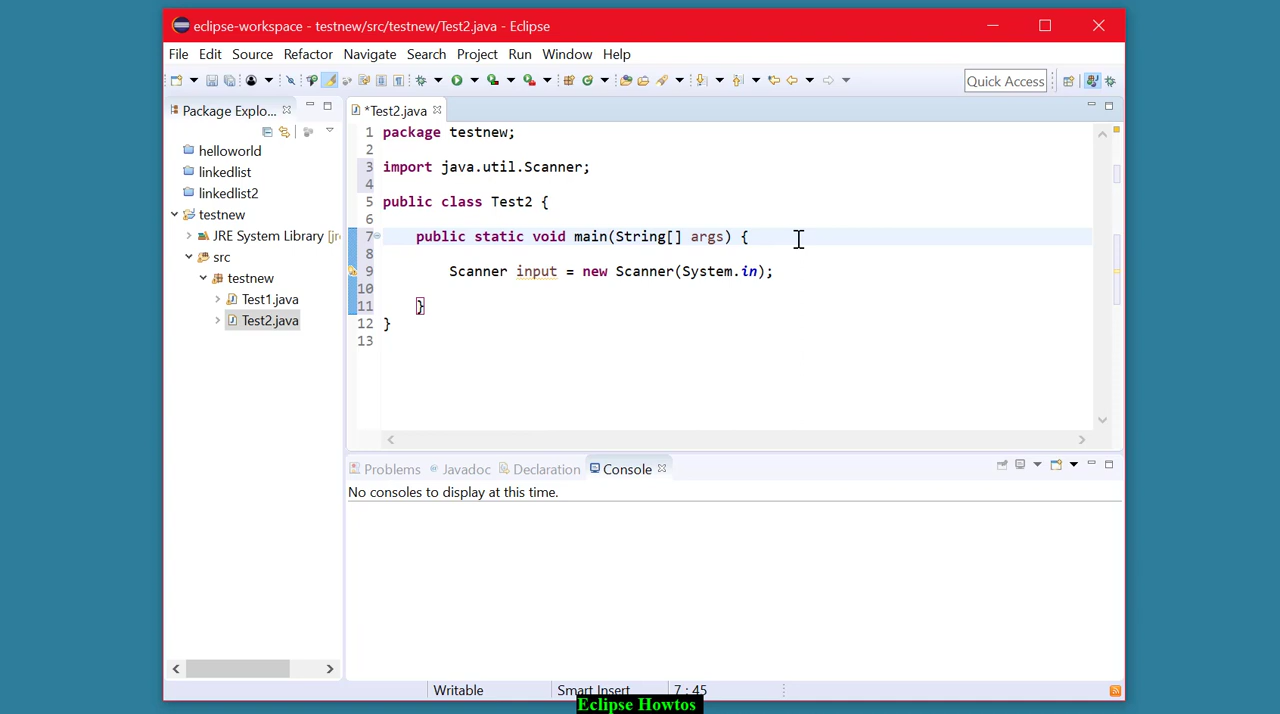 eclipse-workspace - testnew/src/testnew/Test2.java - Eclipse
File Edit Source Refactor Navigate Search Project Run Window Help
Quick Access
Package Explo...
*Test2.java
helloworld
linkedlist
linkedlist2
testnew
JRE System Library [jr
src
testnew
Test1.java
Test2.java
1 package testnew;
2
3 import java.util.Scanner;
4
5 public class Test2 {
6
7 public static void main(String[] args) {
8
9 Scanner input = new Scanner(System.in);
10
11 }
12 }
13
Problems Javadoc Declaration Console
No consoles to display at this time.
Writable Smart Insert 7 : 45
Eclipse Howtos